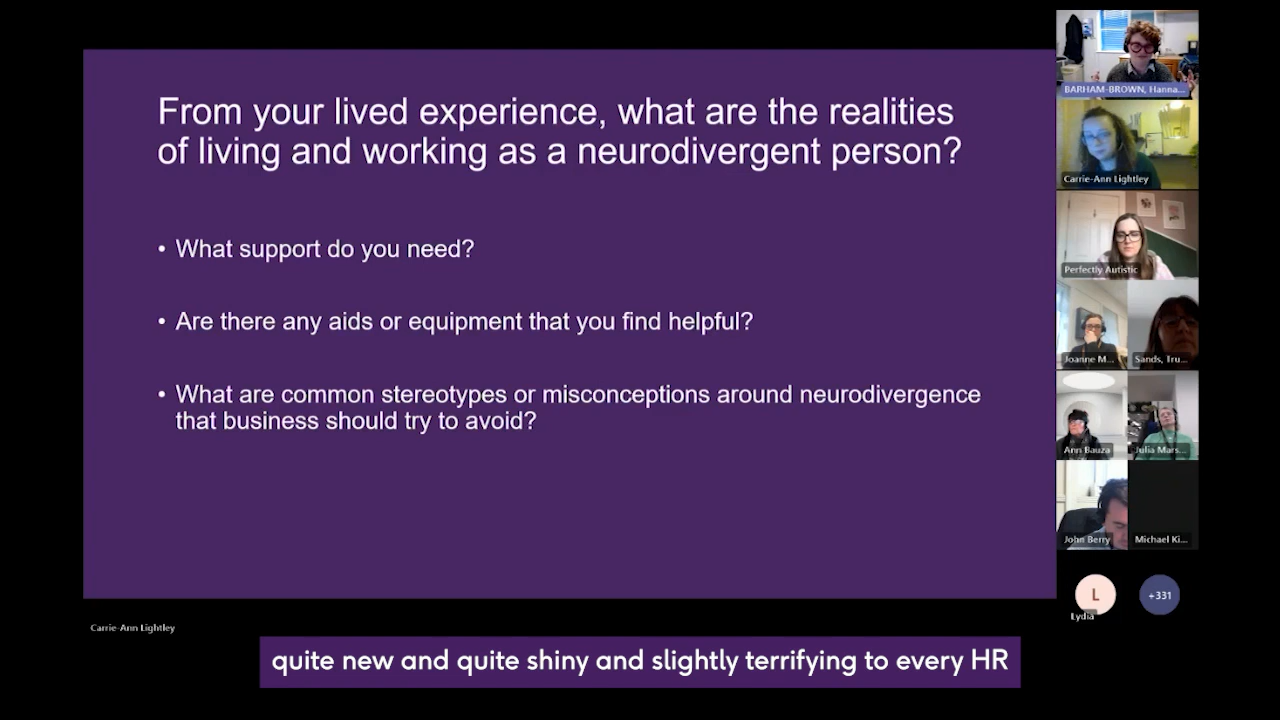 From your lived experience, what are the realities
of living and working as a neurodivergent person?
• What support do you need?
• Are there any aids or equipment that you find helpful?
• What are common stereotypes or misconceptions around neurodivergence
that business should try to avoid?
BARHAM-BROWN, Hanna...
Carrie-Ann Lightley
Perfectly Autistic
Joanne M...
Sands, Tru...
Ann Bauza
Julia Mars...
John Berry
Michael Ki...
L
+331
Lydia
Carrie-Ann Lightley
quite new and quite shiny and slightly terrifying to every HR